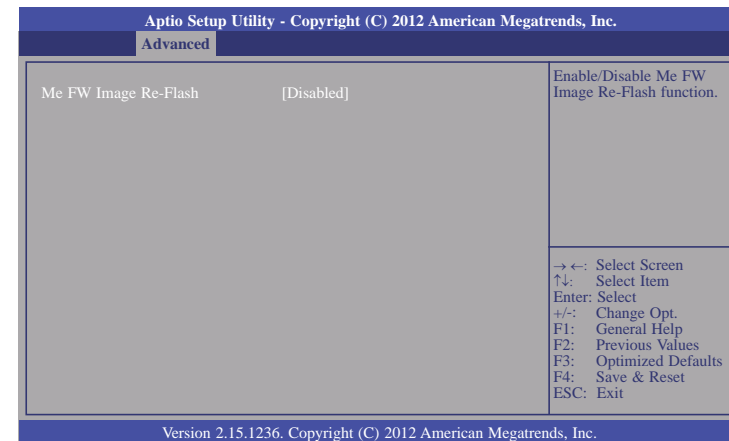 Aptio Setup Utility - Copyright (C) 2012 American Megatrends, Inc.
Advanced
Me FW Image Re-Flash [Disabled]
Enable/Disable Me FW
Image Re-Flash function.
→←: Select Screen
↑↓: Select Item
Enter: Select
+/-: Change Opt.
F1: General Help
F2: Previous Values
F3: Optimized Defaults
F4: Save & Reset
ESC: Exit
Version 2.15.1236. Copyright (C) 2012 American Megatrends, Inc.